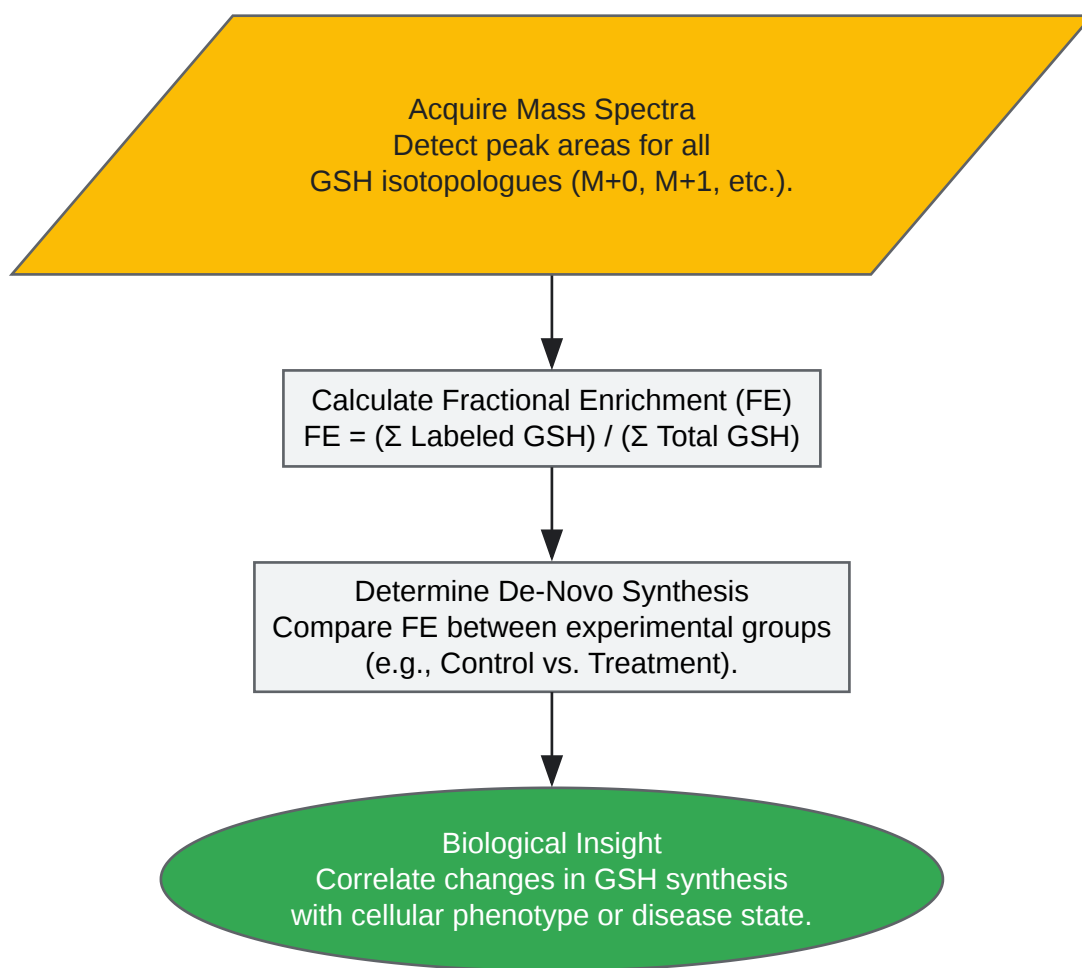 Acquire Mass Spectra
Detect peak areas for all
GSH isotopologues (M+0, M+1, etc.).
Calculate Fractional Enrichment (FE)
FE = (Σ Labeled GSH) / (Σ Total GSH)
Determine De-Novo Synthesis
Compare FE between experimental groups
(e.g., Control vs. Treatment).
Biological Insight
Correlate changes in GSH synthesis
with cellular phenotype or disease state.